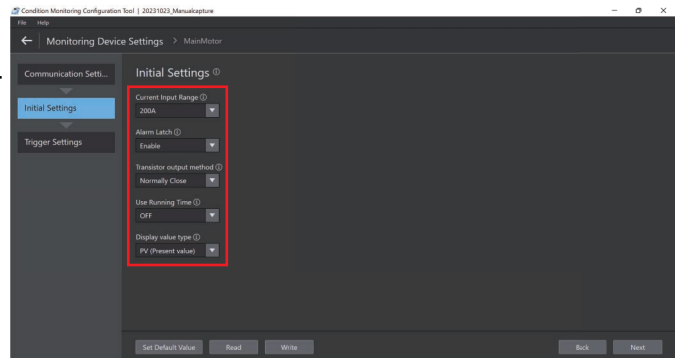 Condition Monitoring Configuration Tool | 20231023_Manualcapture
File Help
← Monitoring Device Settings > MainMotor
Communication Setti...
Initial Settings
Trigger Settings
Initial Settings ⓘ
Current Input Range ⓘ
200A
Alarm Latch ⓘ
Enable
Transistor output method ⓘ
Normally Close
Use Running Time ⓘ
OFF
Display value type ⓘ
PV (Present value)
Set Default Value Read Write Back Next